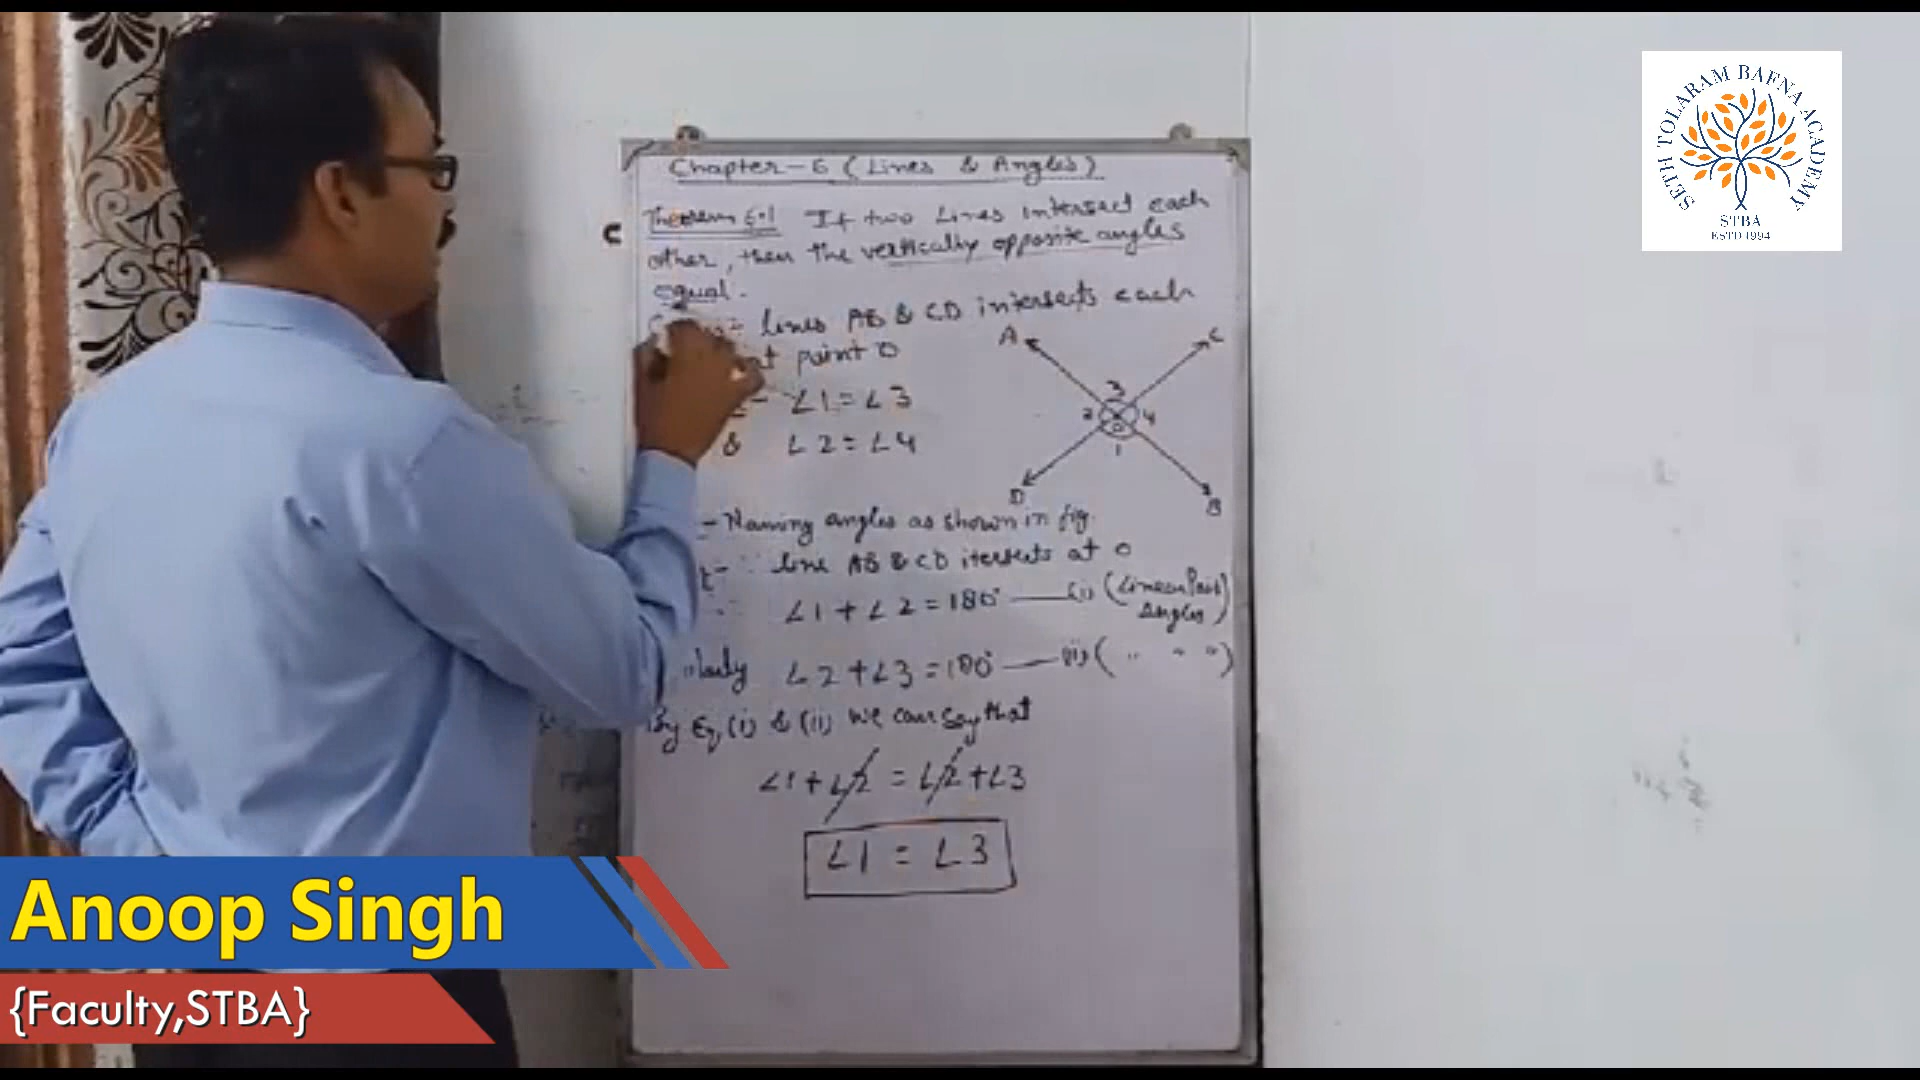 SETH TOLARAM BAFNA ACADEMY
STBA
ESTD 1994
Chapter-6 (Lines & Angles)
Theorem 6.1 If two Lines intersect each
C
other, then the vertically opposite angles
equal.
lines AB & CD intersects each
at point O
∠1=∠3
& ∠2=∠4
A
C
3
2
4
O
1
D
B
- Naming angles as shown in fig.
∵ line AB & CD itersects at O
∠1+∠2=180° —(i) (Linear Pair
Angles)
∠2+∠3=180° —(ii) ( " " " )
By Eq (i) & (ii) we can say that
∠1+∠2 = ∠2+∠3
∠1 = ∠3
Anoop Singh
{Faculty,STBA}